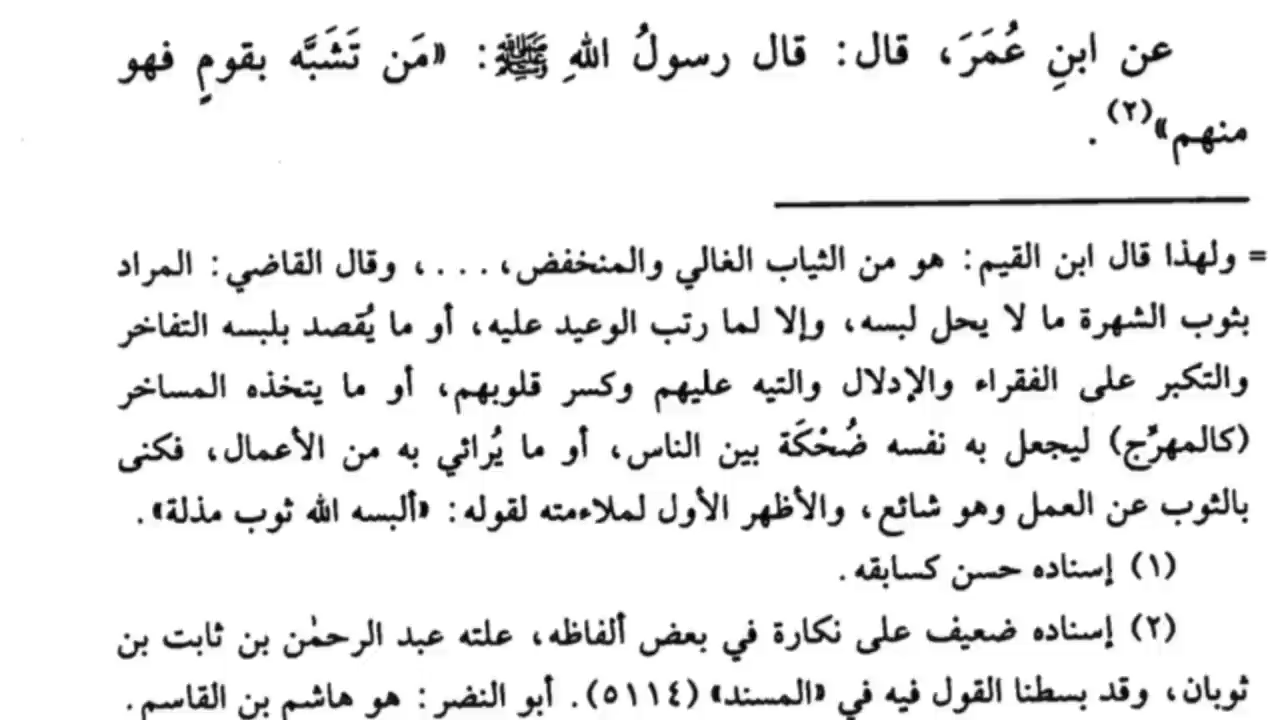 عن ابنِ عُمَرَ، قال: قال رسولُ اللهِ ﷺ: «مَن تَشَبَّه بقومٍ فهو
منهم»(٢).
= ولهذا قال ابن القيم: هو من الثياب الغالي والمنخفض، ...، وقال القاضي: المراد
بثوب الشهرة ما لا يحل لبسه، وإلا لما رتب الوعيد عليه، أو ما يُقصد بلبسه التفاخر
والتكبر على الفقراء والإدلال والتيه عليهم وكسر قلوبهم، أو ما يتخذه المساخر
(كالمهرِّج) ليجعل به نفسه ضُحْكَة بين الناس، أو ما يُرائي به من الأعمال، فكنى
بالثوب عن العمل وهو شائع، والأظهر الأول لملاءمته لقوله: «ألبسه الله ثوب مذلة».
(١) إسناده حسن كسابقه.
(٢) إسناده ضعيف على نكارة في بعض ألفاظه، علته عبد الرحمٰن بن ثابت بن
ثوبان، وقد بسطنا القول فيه في «المسند» (٥١١٤). أبو النضر: هو هاشم بن القاسم.